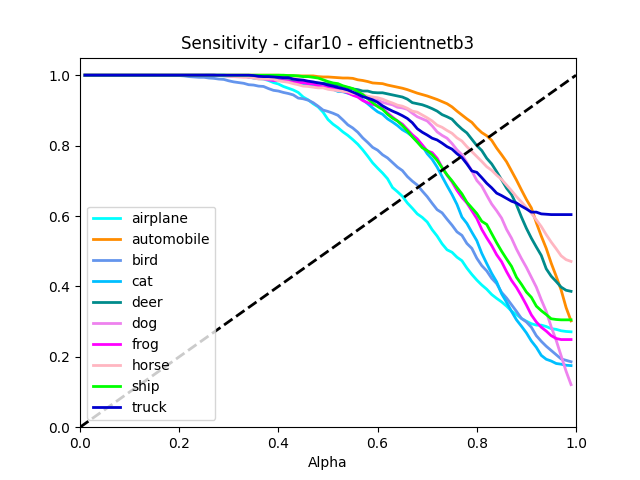 Sensitivity - cifar10 - efficientnetb3
1.0
0.8
0.6
0.4
0.2
0.0
airplane
automobile
bird
cat
deer
dog
frog
horse
ship
truck
0.0 0.2 0.4 0.6 0.8 1.0
Alpha